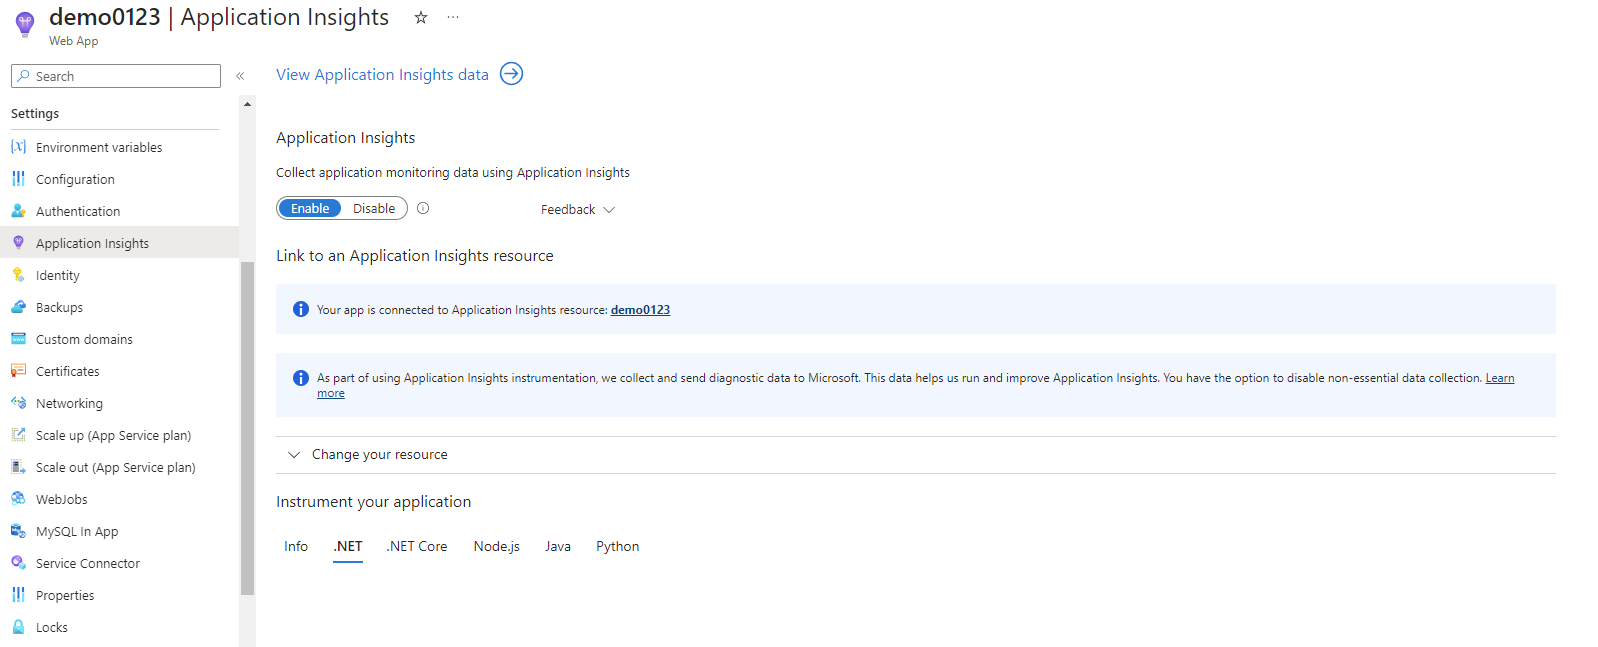 demo0123 | Application Insights
Web App
Search
View Application Insights data
Settings
Environment variables
Configuration
Authentication
Application Insights
Identity
Backups
Custom domains
Certificates
Networking
Scale up (App Service plan)
Scale out (App Service plan)
WebJobs
MySQL In App
Service Connector
Properties
Locks
Application Insights
Collect application monitoring data using Application Insights
Enable Disable
Feedback
Link to an Application Insights resource
Your app is connected to Application Insights resource: demo0123
As part of using Application Insights instrumentation, we collect and send diagnostic data to Microsoft. This data helps us run and improve Application Insights. You have the option to disable non-essential data collection. Learn
more
Change your resource
Instrument your application
Info .NET .NET Core Node.js Java Python